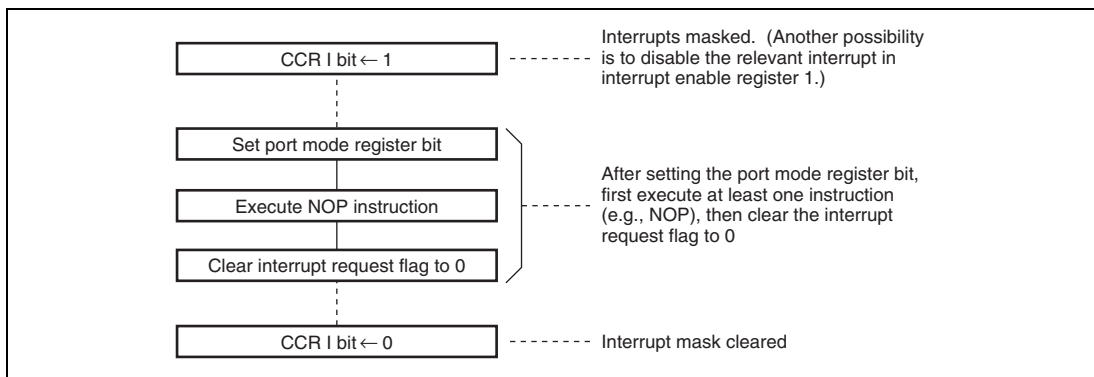 CCR I bit ← 1
Interrupts masked. (Another possibility
is to disable the relevant interrupt in
interrupt enable register 1.)
Set port mode register bit
Execute NOP instruction
Clear interrupt request flag to 0
After setting the port mode register bit,
first execute at least one instruction
(e.g., NOP), then clear the interrupt
request flag to 0
CCR I bit ← 0
Interrupt mask cleared